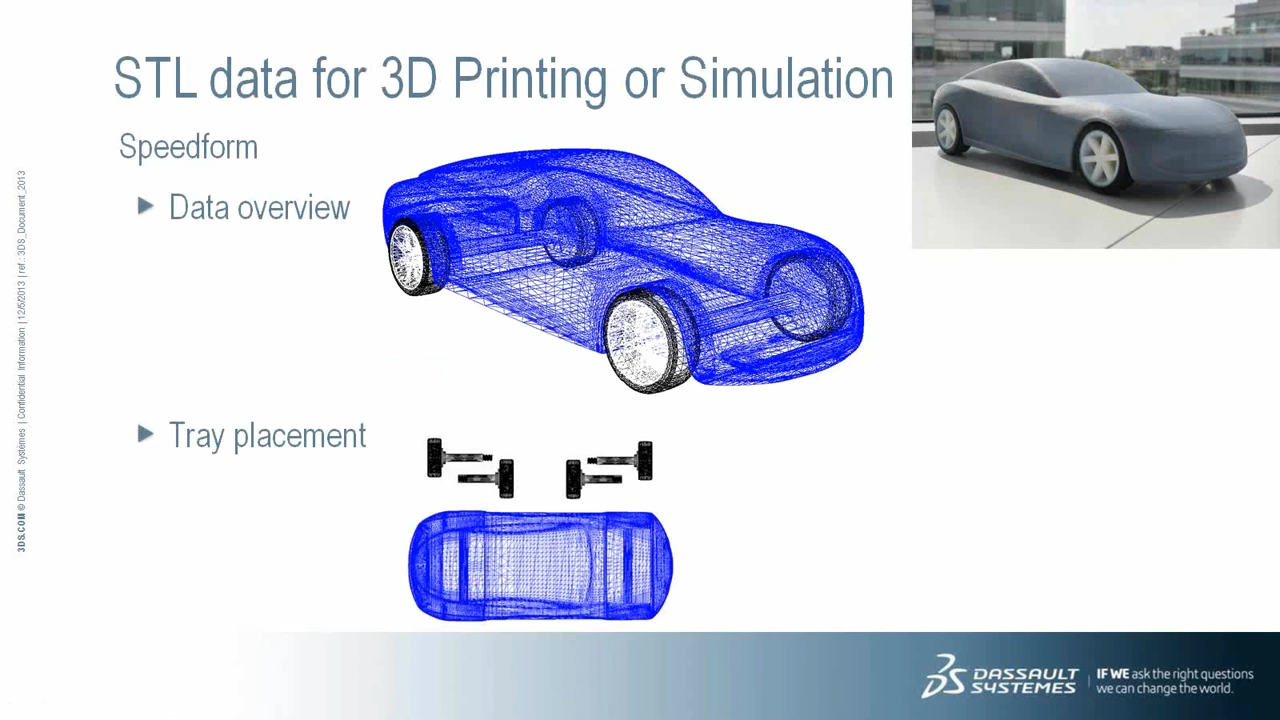 STL data for 3D Printing or Simulation
Speedform
Data overview
Tray placement
3DS.COM © Dassault Systèmes | Confidential Information | 12/5/2013 | ref.: 3DS_Document_2013
DASSAULT
SYSTEMES
IF WE ask the right questions
we can change the world.